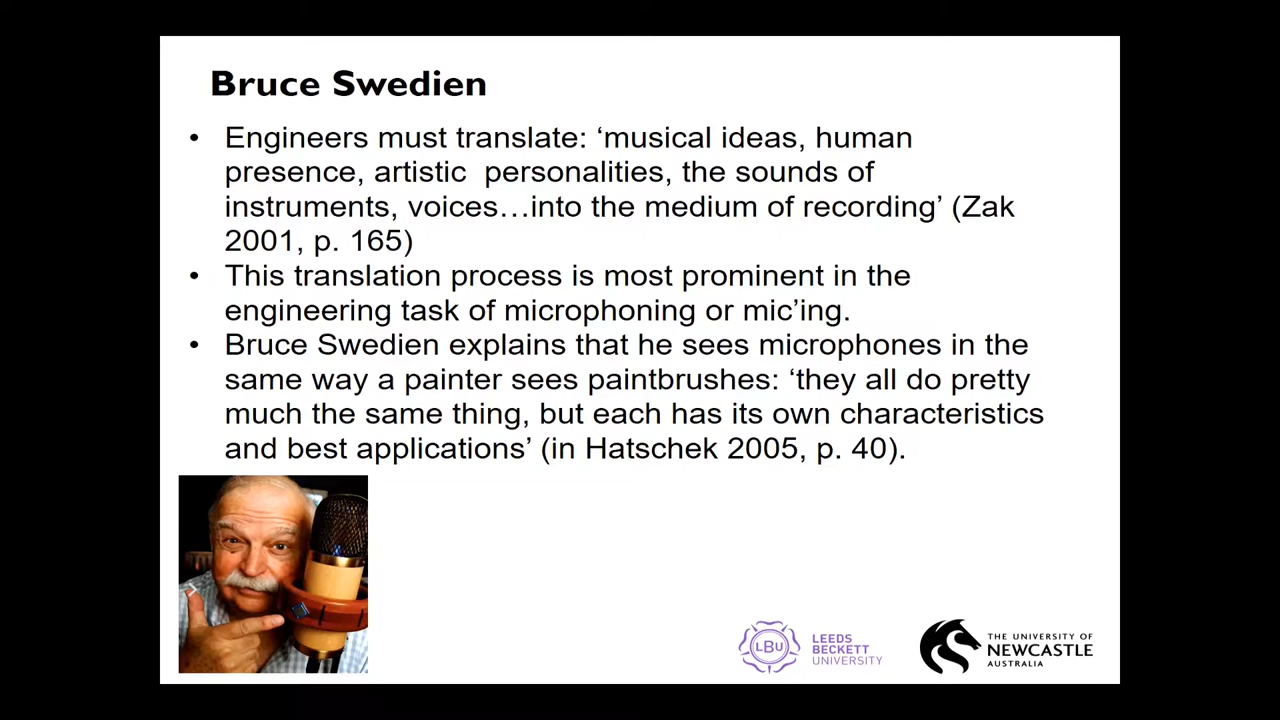 Bruce Swedien
• Engineers must translate: ‘musical ideas, human
presence, artistic  personalities, the sounds of
instruments, voices…into the medium of recording’ (Zak
2001, p. 165)
• This translation process is most prominent in the
engineering task of microphoning or mic’ing.
• Bruce Swedien explains that he sees microphones in the
same way a painter sees paintbrushes: ‘they all do pretty
much the same thing, but each has its own characteristics
and best applications’ (in Hatschek 2005, p. 40).
LBU
LEEDS
BECKETT
UNIVERSITY
THE UNIVERSITY OF
NEWCASTLE
AUSTRALIA